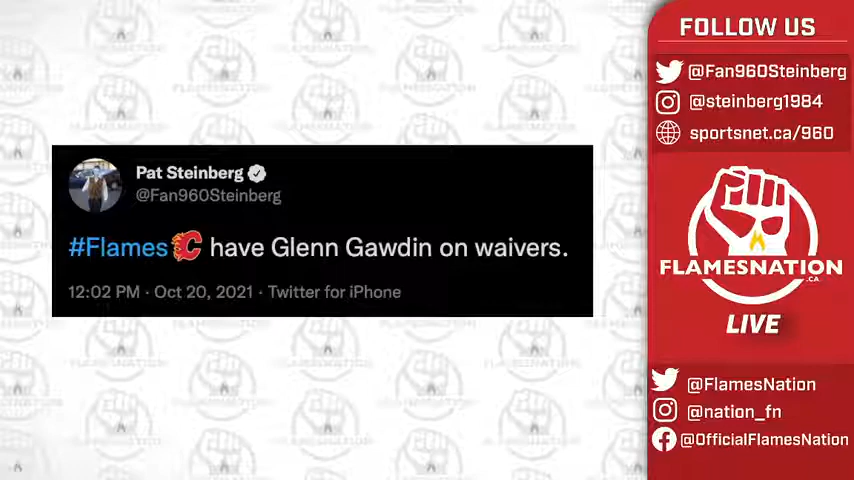 Pat Steinberg
@Fan960Steinberg
#Flames have Glenn Gawdin on waivers.
12:02 PM · Oct 20, 2021 · Twitter for iPhone
FOLLOW US
@Fan960Steinberg
@steinberg1984
sportsnet.ca/960
FLAMESNATION
.CA
LIVE
@FlamesNation
@nation_fn
@OfficialFlamesNation